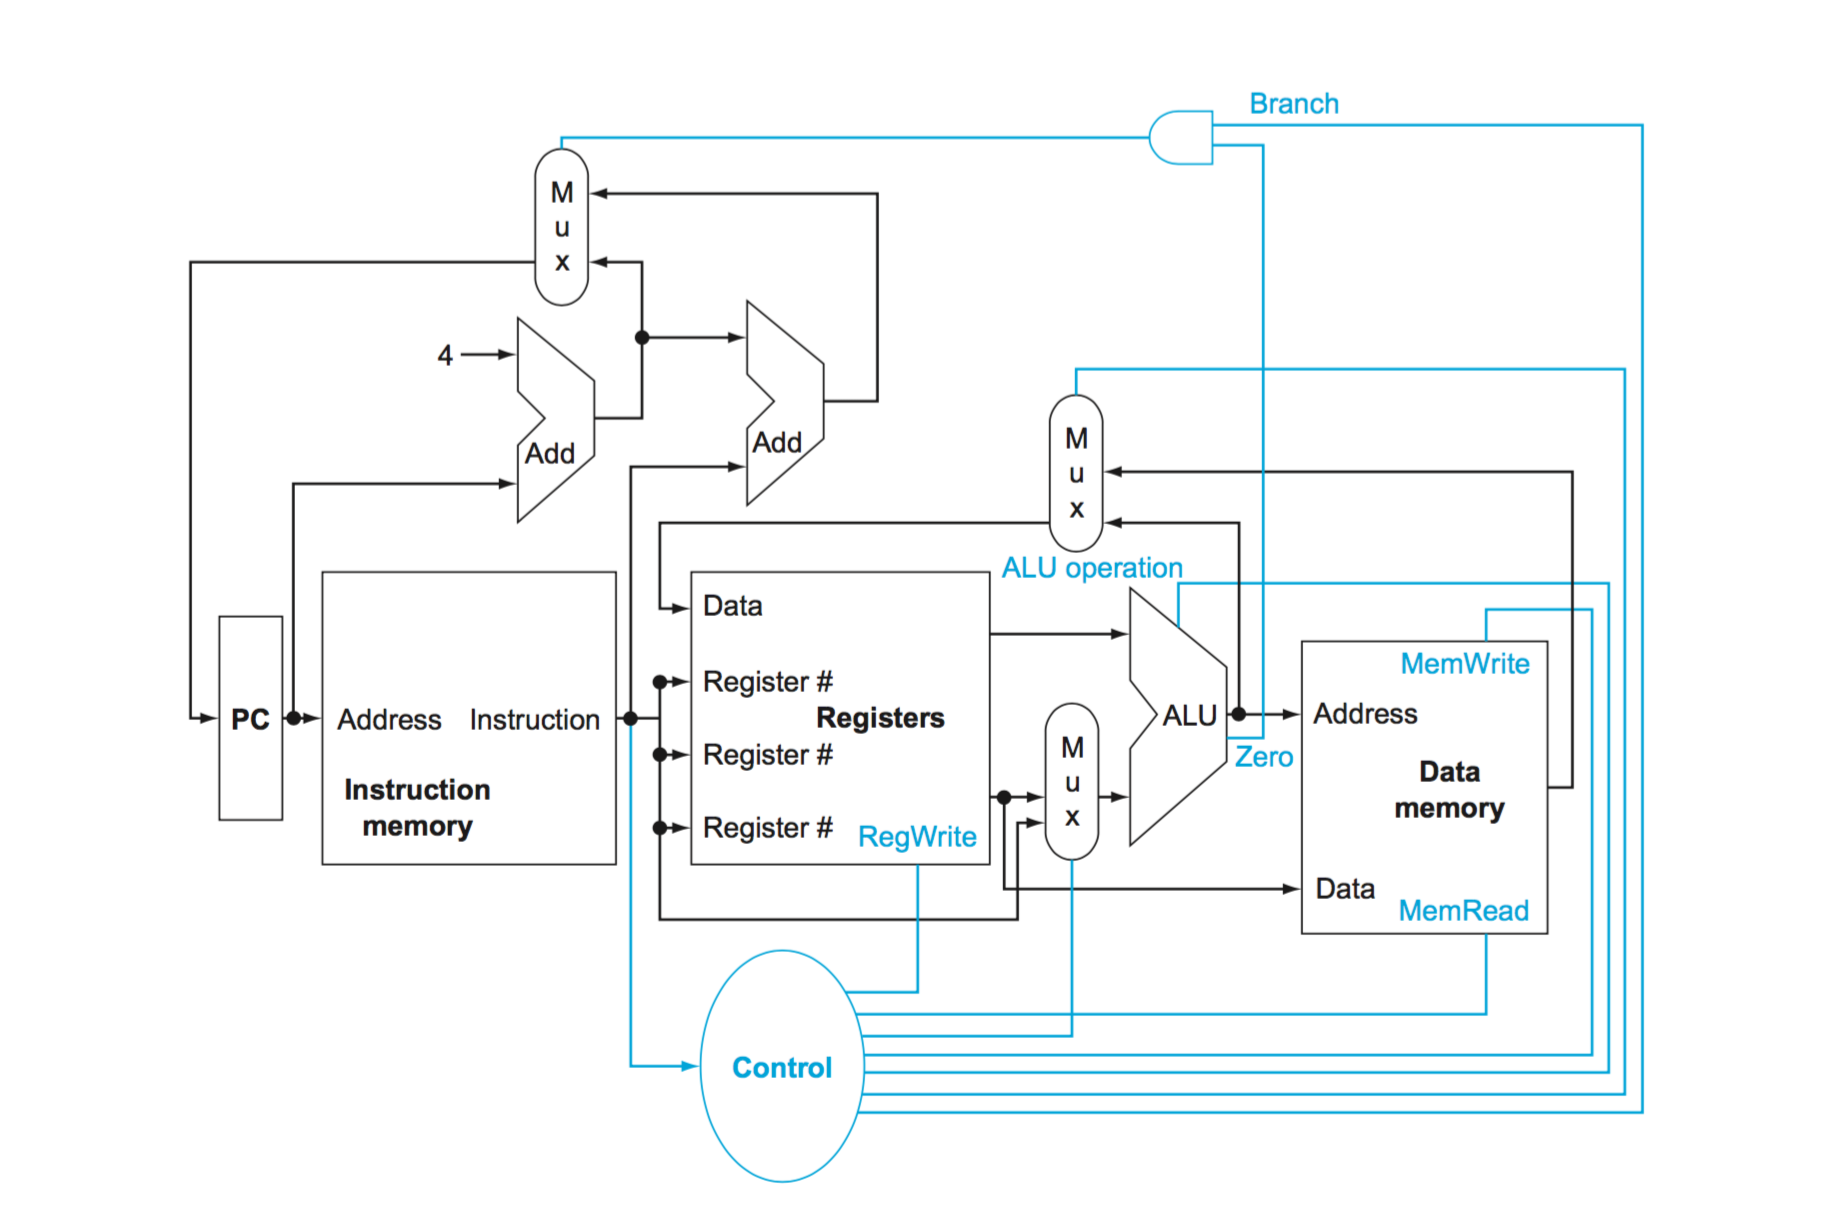 Branch
M
u
x
4
Add
Add
M
u
x
ALU operation
Data
Register #
Registers
Register #
Register #
RegWrite
PC
Address
Instruction
Instruction
memory
M
u
x
ALU
Zero
MemWrite
Address
Data
memory
Data
MemRead
Control